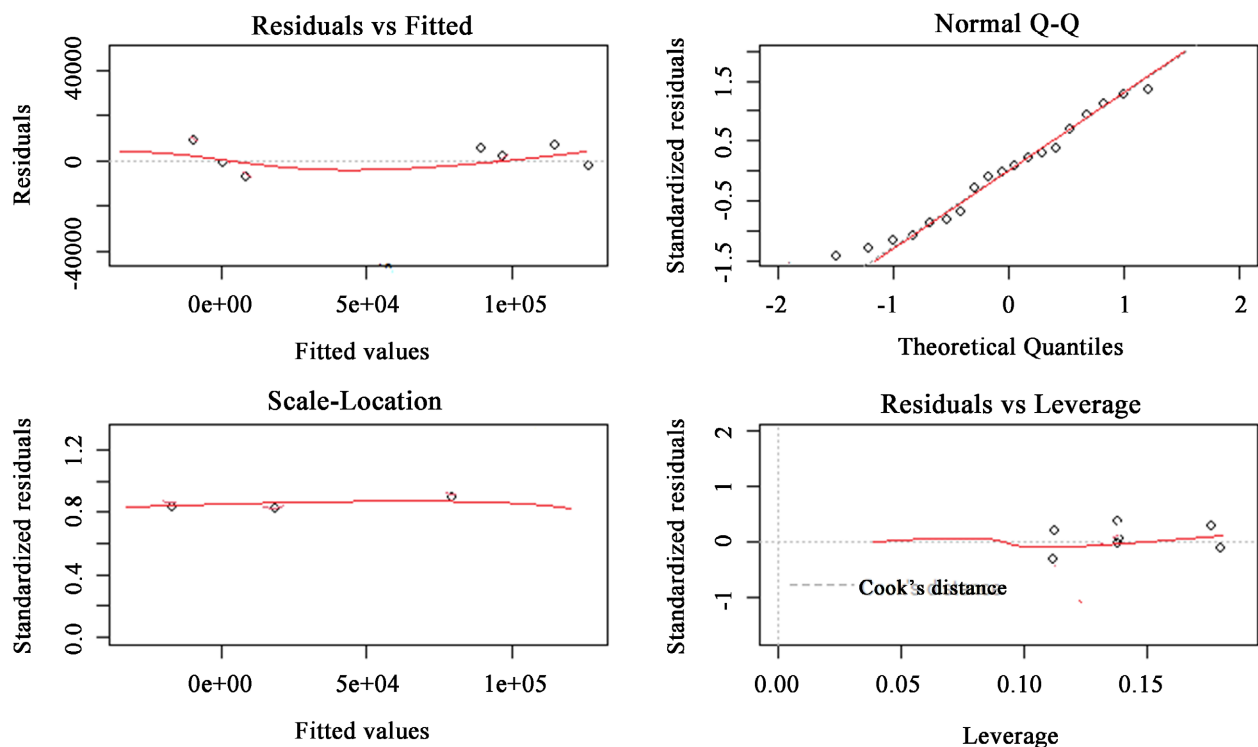 Residuals vs Fitted
Residuals
40000
0
-40000
0e+00 5e+04 1e+05
Fitted values
Normal Q-Q
Standardized residuals
1.5
0.5
-0.5
-1.5
-2 -1 0 1 2
Theoretical Quantiles
Scale-Location
Standardized residuals
1.2
0.8
0.4
0.0
0e+00 5e+04 1e+05
Fitted values
Residuals vs Leverage
Standardized residuals
2
1
0
-1
Cook's distance
0.00 0.05 0.10 0.15
Leverage